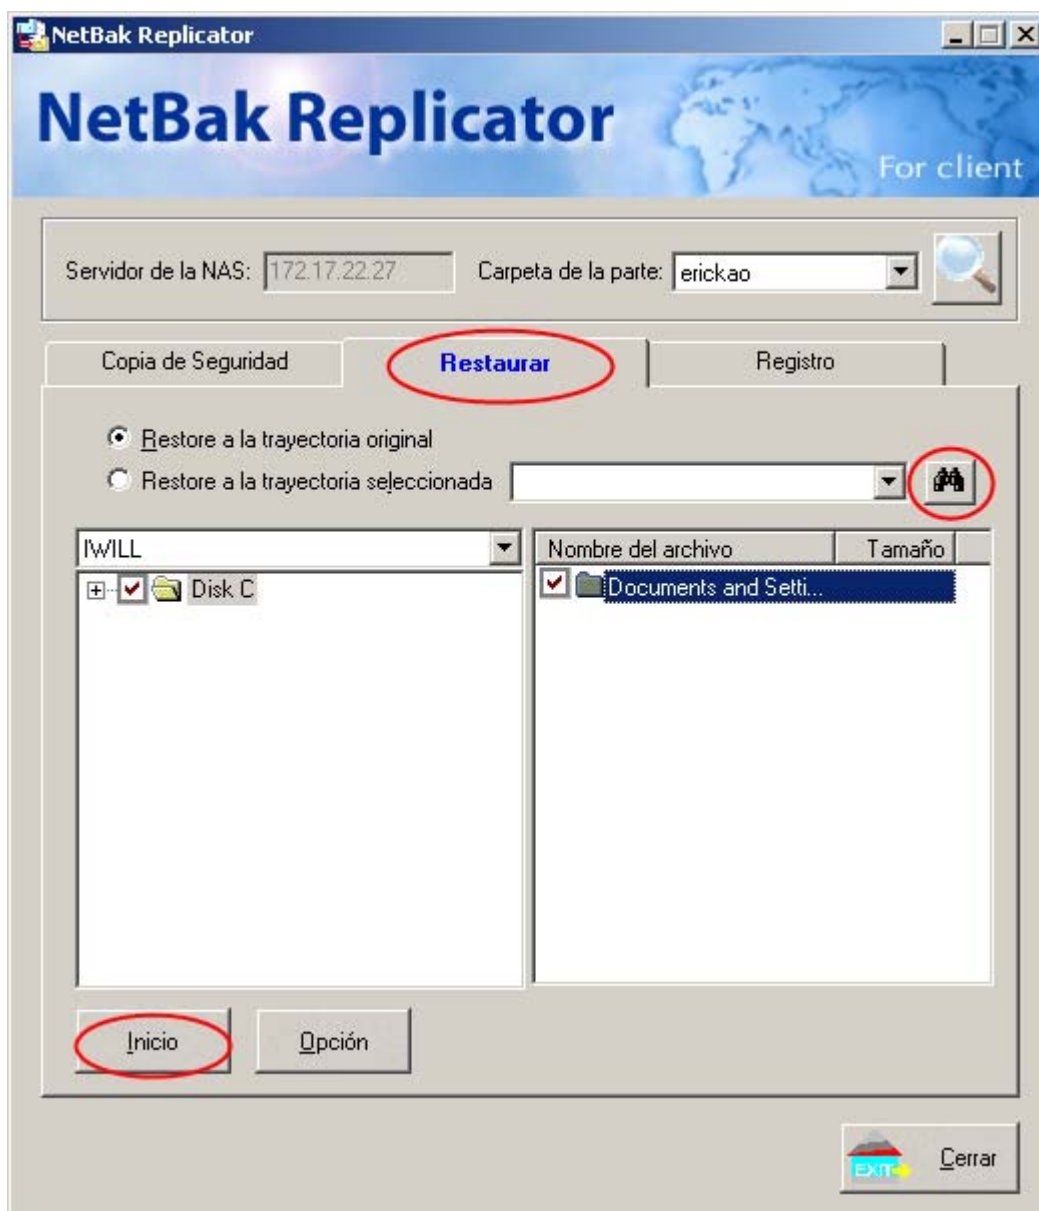 NetBak Replicator
NetBak Replicator
For client
Servidor de la NAS: 172.17.22.27 Carpeta de la parte: erickao
Copia de Seguridad Restaurar Registro
Restore a la trayectoria original
Restore a la trayectoria seleccionada
IWILL
Nombre del archivo Tamaño
Disk C
Documents and Setti...
Inicio Opción
EXIT Cerrar